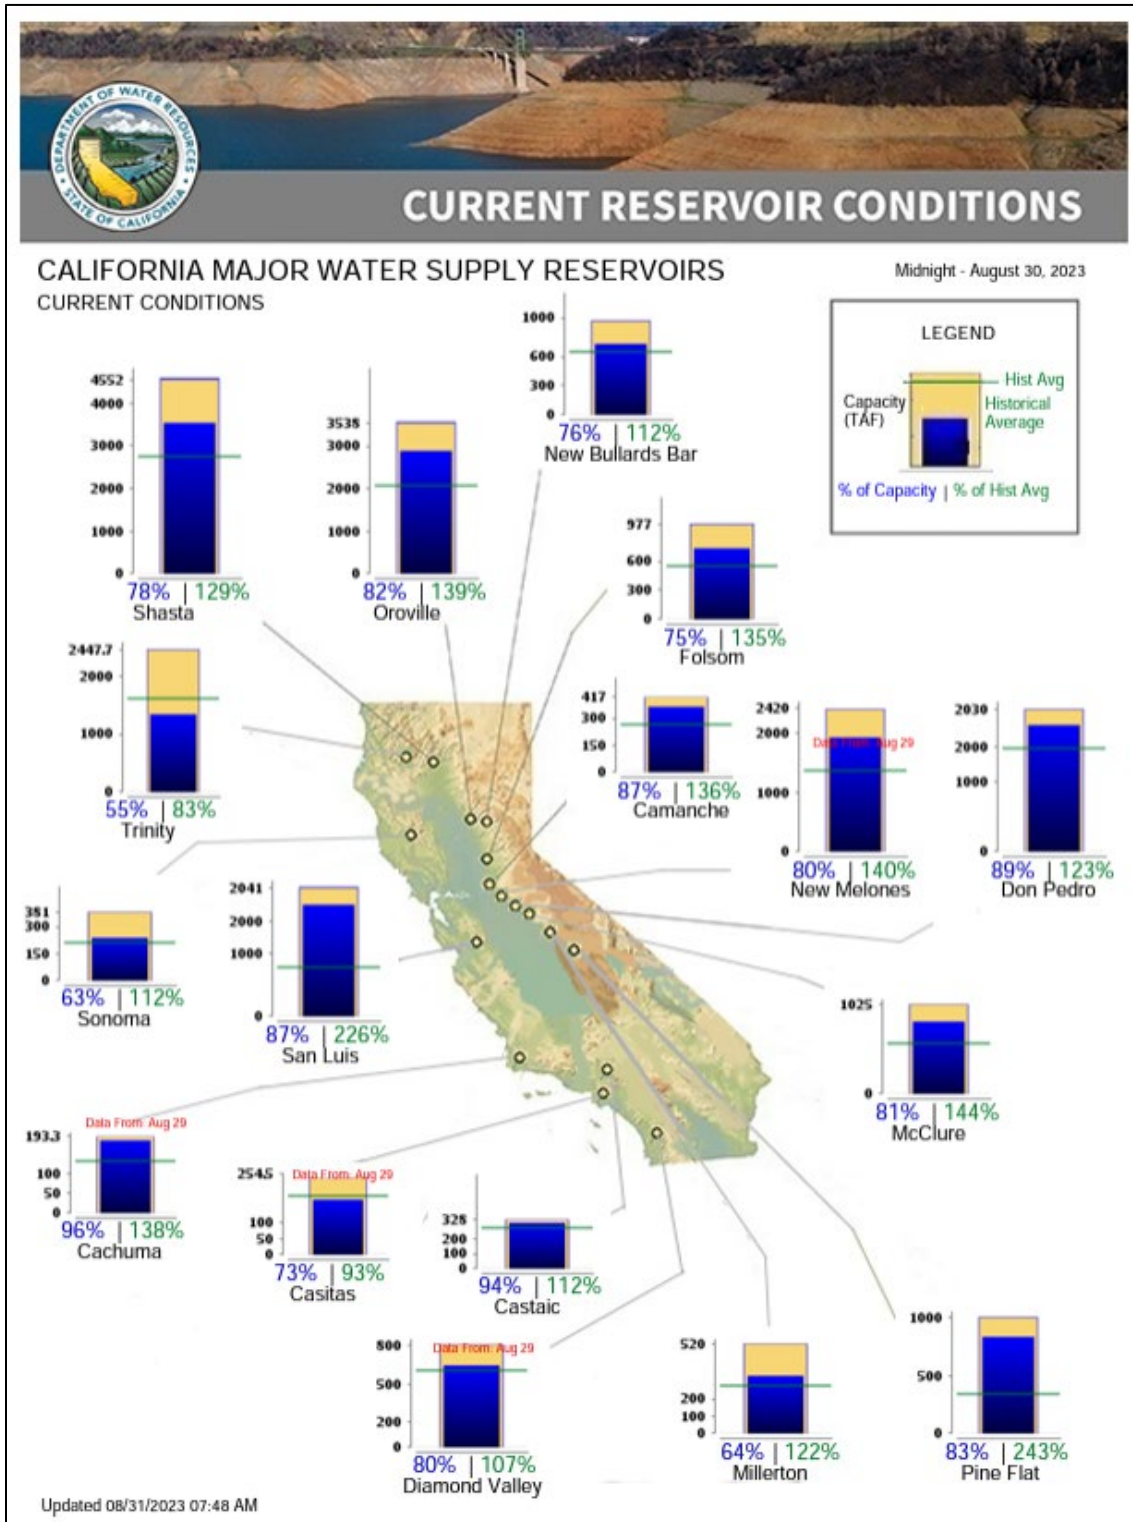 DEPARTMENT OF WATER RESOURCES
STATE OF CALIFORNIA
CURRENT RESERVOIR CONDITIONS
CALIFORNIA MAJOR WATER SUPPLY RESERVOIRS
CURRENT CONDITIONS
Midnight - August 30, 2023
LEGEND
Hist Avg
Capacity
(TAF)
Historical
Average
% of Capacity | % of Hist Avg
4552
4000
3000
2000
1000
0
78% | 129%
Shasta
3538
3000
2000
1000
0
82% | 139%
Oroville
1000
600
300
0
76% | 112%
New Bullards Bar
977
600
300
0
75% | 135%
Folsom
2447.7
2000
1000
0
55% | 83%
Trinity
417
300
150
0
87% | 136%
Camanche
2420
2000
1000
0
Data From: Aug 29
80% | 140%
New Melones
2030
2000
1000
0
89% | 123%
Don Pedro
381
300
150
0
63% | 112%
Sonoma
2041
2000
1000
0
87% | 226%
San Luis
1025
0
81% | 144%
McClure
Data From: Aug 29
193.3
100
50
0
96% | 138%
Cachuma
254.5
Data From: Aug 29
100
50
0
73% | 93%
Casitas
328
200
100
0
94% | 112%
Castaic
800
Data From: Aug 29
500
200
0
80% | 107%
Diamond Valley
520
200
100
0
64% | 122%
Millerton
1000
500
0
83% | 243%
Pine Flat
Updated 08/31/2023 07:48 AM